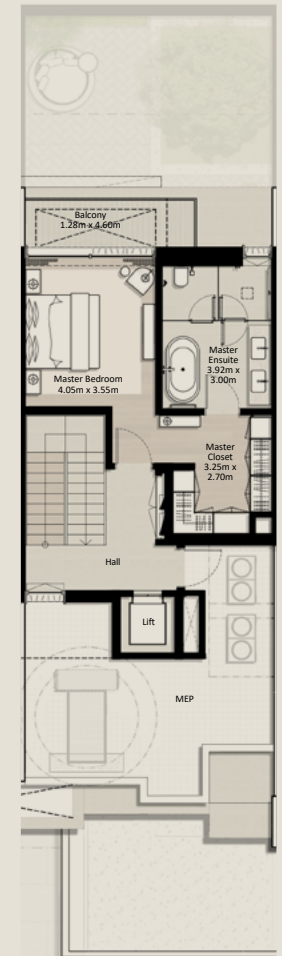 Balcony
1.28m x 4.60m
Master Bedroom
4.05m x 3.55m
Master
Ensuite
3.92m x
3.00m
Master
Closet
3.25m x
2.70m
Hall
Lift
MEP